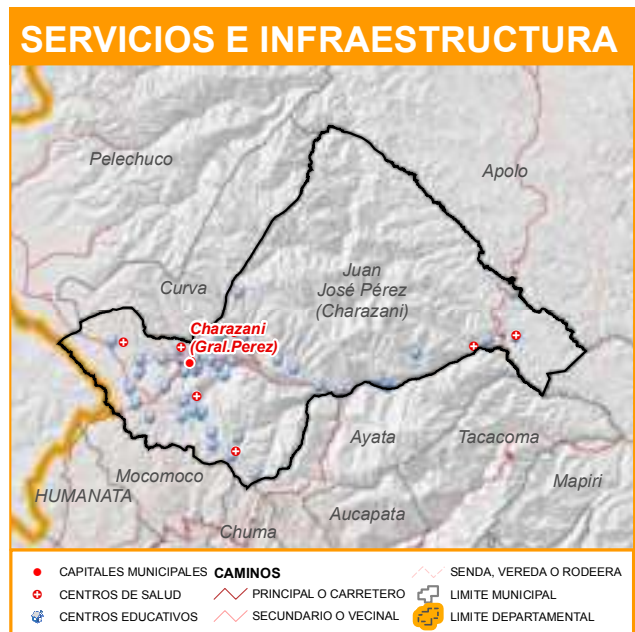 SERVICIOS E INFRAESTRUCTURA
Pelechuco
Apolo
Curva
Juan
José Pérez
(Charazani)
Charazani
(Gral.Perez)
Ayata
Tacacoma
Mocomoco
Mapiri
HUMANATA
Aucapata
Chuma
CAPITALES MUNICIPALES
CENTROS DE SALUD
CENTROS EDUCATIVOS
CAMINOS
PRINCIPAL O CARRETERO
SECUNDARIO O VECINAL
SENDA, VEREDA O RODEERA
LIMITE MUNICIPAL
LIMITE DEPARTAMENTAL